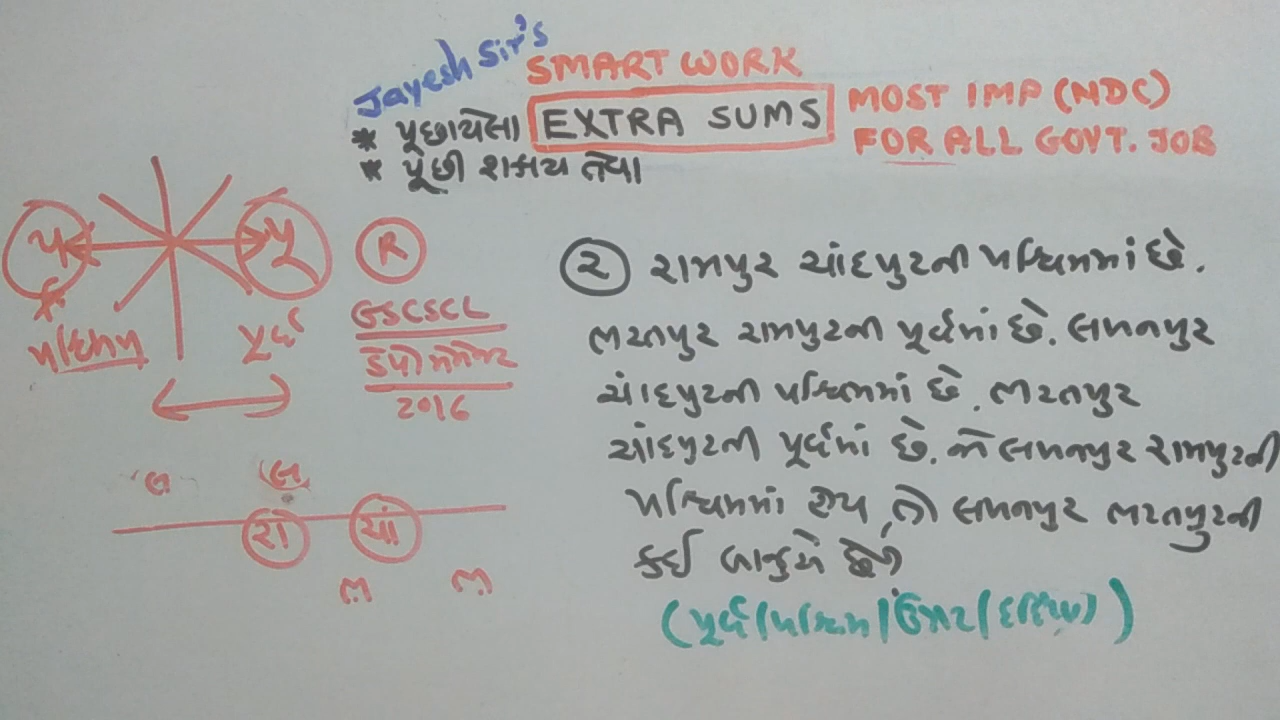 Jayesh Sir's
SMART WORK
* પૂછાયેલા EXTRA SUMS MOST IMP (NDC)
* પૂછી શકાય તેવા FOR ALL GOVT. JOB
પ પૂ
પશ્ચિમ પૂર્વ
R
GSCSCL
ડેપો મેનેજર
2016
લ લ
રા ચાં
ભ ભ
૨ રામપુર ચાંદપુરની પશ્ચિમમાં છે.
ભરતપુર રામપુરની પૂર્વમાં છે. લખનપુર
ચાંદપુરની પશ્ચિમમાં છે. ભરતપુર
ચાંદપુરની પૂર્વમાં છે. જો લખનપુર રામપુરની
પશ્ચિમમાં હોય, તો લખનપુર ભરતપુરની
કઈ બાજુએ છે?
(પૂર્વ/પશ્ચિમ/ઉત્તર/દક્ષિણ)